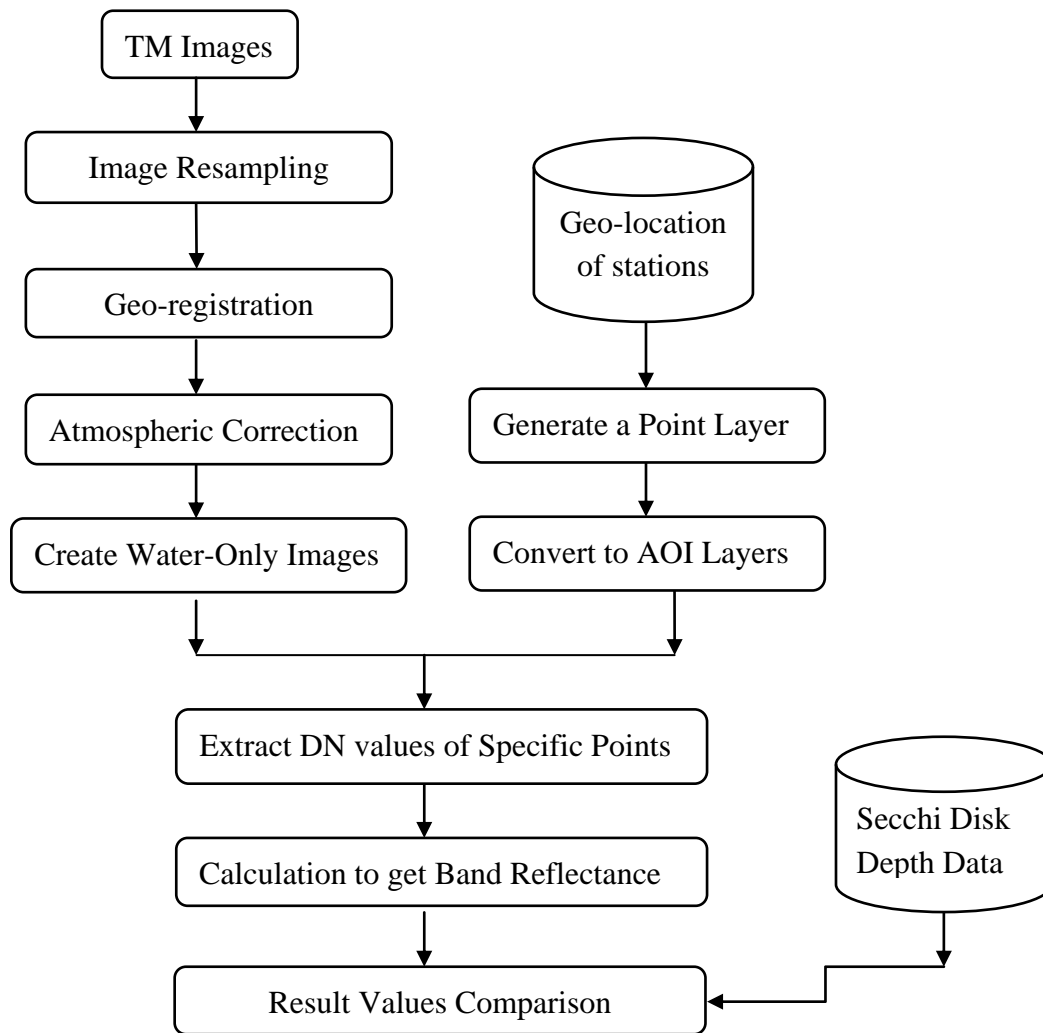 TM Images
Image Resampling
Geo-registration
Atmospheric Correction
Create Water-Only Images
Geo-location
of stations
Generate a Point Layer
Convert to AOI Layers
Extract DN values of Specific Points
Calculation to get Band Reflectance
Secchi Disk
Depth Data
Result Values Comparison